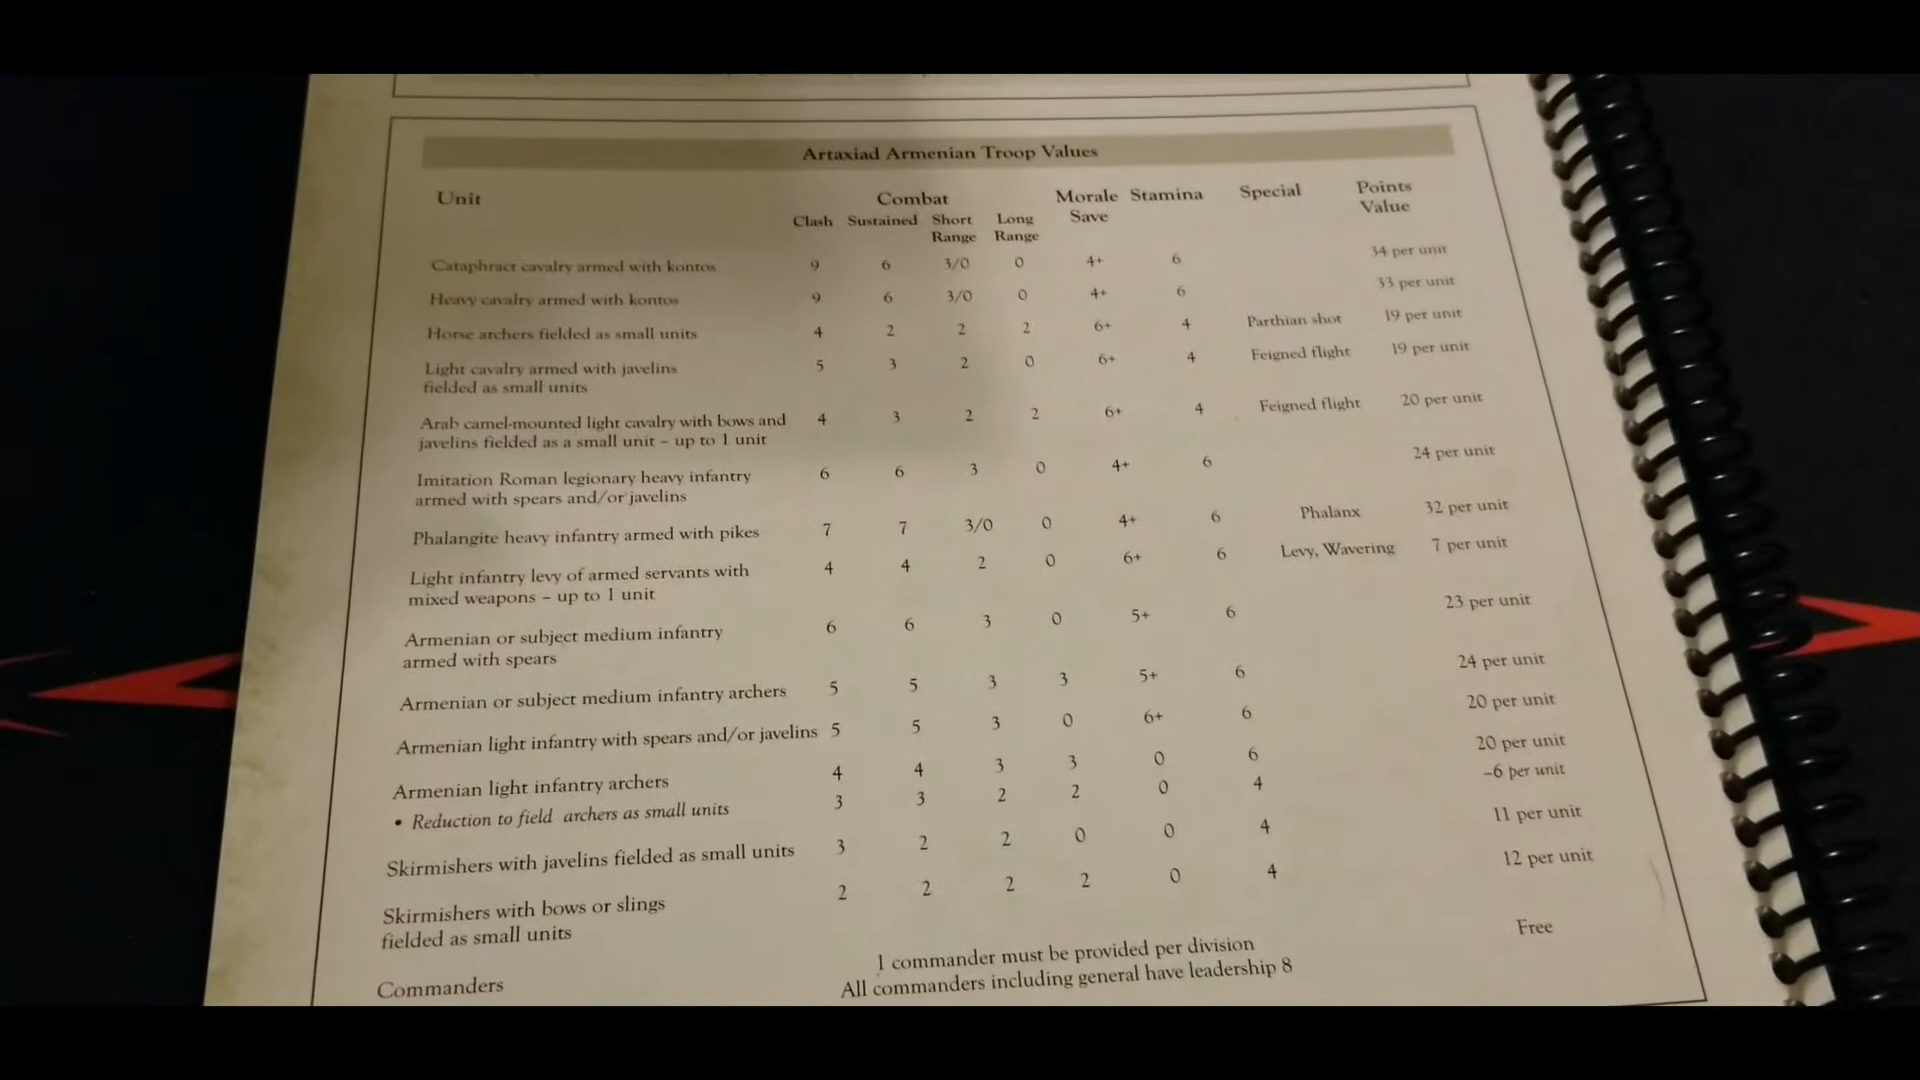 Artaxiad Armenian Troop Values
Unit Combat Morale Save Stamina Special Points Value
Clash Sustained Short Range Long Range
Cataphract cavalry armed with kontos 9 6 3/0 0 4+ 6 34 per unit
Heavy cavalry armed with kontos 9 6 3/0 0 4+ 6 33 per unit
Horse archers fielded as small units 4 2 2 2 6+ 4 Parthian shot 19 per unit
Light cavalry armed with javelins 5 3 2 0 6+ 4 Feigned flight 19 per unit
fielded as small units
Arab camel-mounted light cavalry with bows and 4 3 2 2 6+ 4 Feigned flight 20 per unit
javelins fielded as a small unit – up to 1 unit
Imitation Roman legionary heavy infantry 6 6 3 0 4+ 6 24 per unit
armed with spears and/or javelins
Phalangite heavy infantry armed with pikes 7 7 3/0 0 4+ 6 Phalanx 32 per unit
Light infantry levy of armed servants with 4 4 2 0 6+ 6 Levy, Wavering 7 per unit
mixed weapons – up to 1 unit
Armenian or subject medium infantry 6 6 3 0 5+ 6 23 per unit
armed with spears
Armenian or subject medium infantry archers 5 5 3 3 5+ 6 24 per unit
Armenian light infantry with spears and/or javelins 5 5 3 0 6+ 6 20 per unit
Armenian light infantry archers 4 4 3 3 0 6 20 per unit
• Reduction to field archers as small units 3 3 2 2 0 4 –6 per unit
Skirmishers with javelins fielded as small units 3 2 2 0 0 4 11 per unit
Skirmishers with bows or slings 2 2 2 2 0 4 12 per unit
fielded as small units
Commanders 1 commander must be provided per division Free
All commanders including general have leadership 8